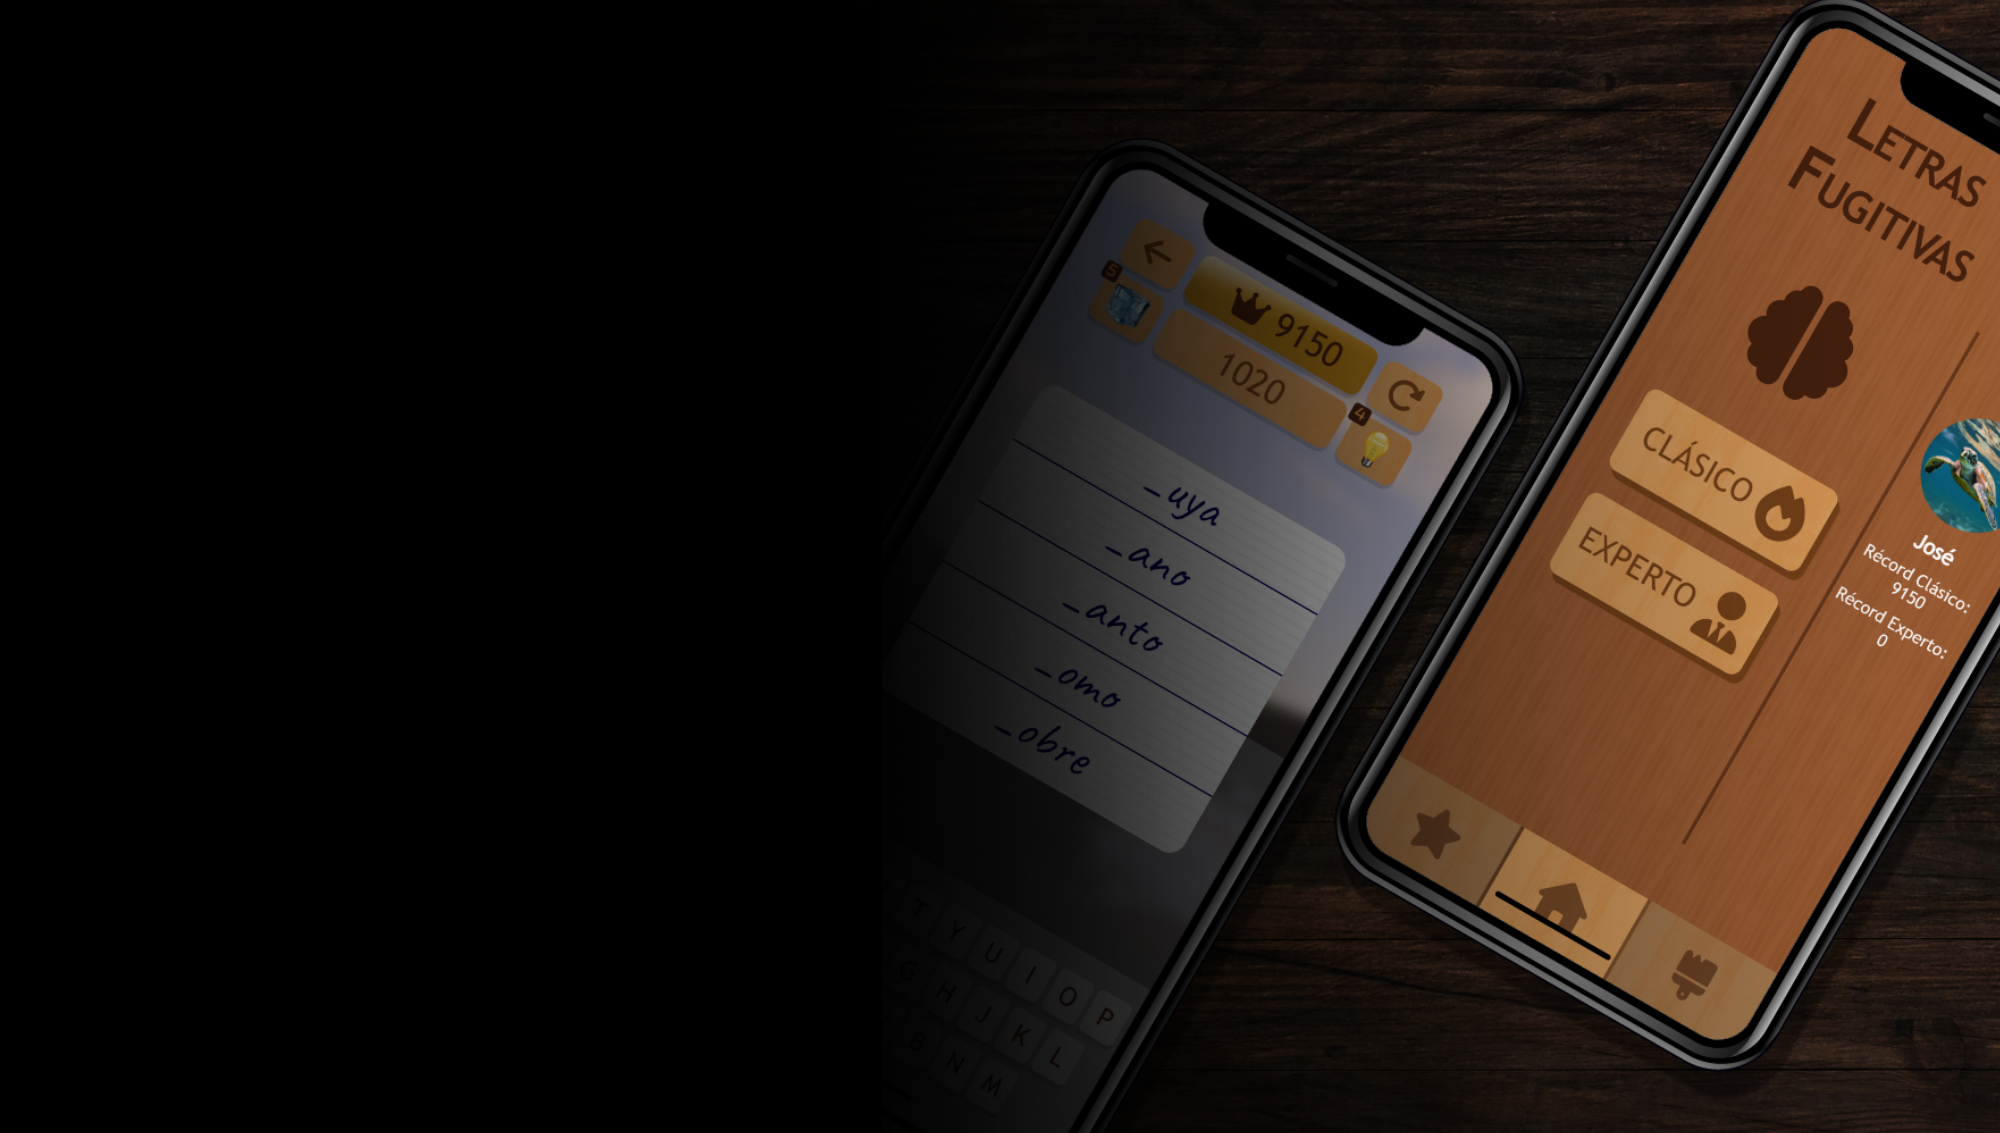 5
9150
1020
4
_uya
_ano
_anto
_omo
_obre
T Y U I O P
G H J K L
B N M
LETRAS
FUGITIVAS
CLÁSICO
EXPERTO
José
Récord Clásico:
9150
Récord Experto:
0